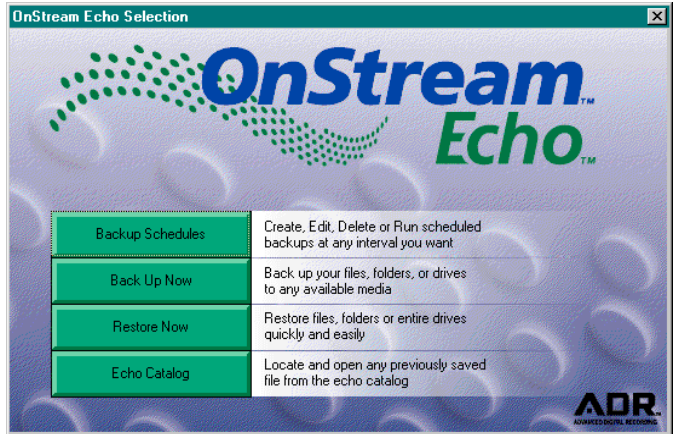 OnStream Echo Selection
OnStream™
Echo™
Backup Schedules
Create, Edit, Delete or Run scheduled
backups at any interval you want
Back Up Now
Back up your files, folders, or drives
to any available media
Restore Now
Restore files, folders or entire drives
quickly and easily
Echo Catalog
Locate and open any previously saved
file from the echo catalog
ADR™
ADVANCED DIGITAL RECORDING